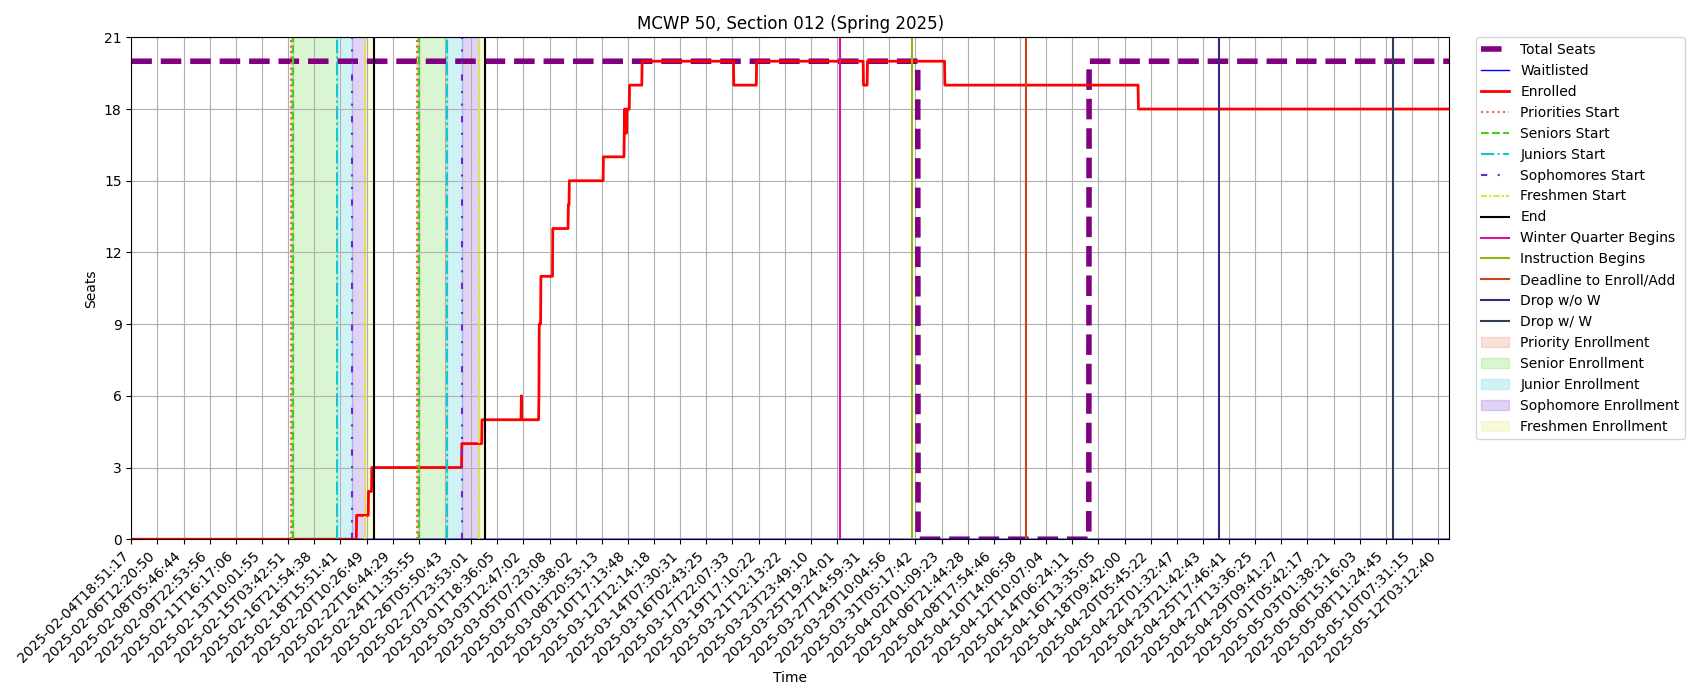 MCWP 50, Section 012 (Spring 2025)
Seats
21
18
15
12
9
6
3
0
2025-02-04T18:51:17
2025-02-06T12:20:50
2025-02-08T05:46:44
2025-02-09T22:53:56
2025-02-11T16:17:06
2025-02-13T10:01:55
2025-02-15T03:42:51
2025-02-16T21:54:38
2025-02-18T15:51:41
2025-02-20T10:26:49
2025-02-22T16:44:29
2025-02-24T11:35:55
2025-02-26T05:50:43
2025-02-27T23:53:01
2025-03-01T18:36:05
2025-03-03T12:47:02
2025-03-05T07:23:08
2025-03-07T01:38:02
2025-03-08T20:53:13
2025-03-10T17:13:48
2025-03-12T12:14:18
2025-03-14T07:30:31
2025-03-16T02:43:25
2025-03-17T22:07:33
2025-03-19T17:10:22
2025-03-21T12:13:22
2025-03-23T23:49:10
2025-03-25T19:24:01
2025-03-27T14:59:31
2025-03-29T10:04:56
2025-03-31T05:17:42
2025-04-02T01:09:23
2025-04-06T21:44:28
2025-04-08T17:54:46
2025-04-10T14:06:58
2025-04-12T10:07:04
2025-04-14T06:24:11
2025-04-16T13:35:05
2025-04-18T09:42:00
2025-04-20T05:45:22
2025-04-22T01:32:47
2025-04-23T21:42:43
2025-04-25T17:46:41
2025-04-27T13:36:25
2025-04-29T09:41:27
2025-05-01T05:42:17
2025-05-03T01:38:21
2025-05-06T15:16:03
2025-05-08T11:24:45
2025-05-10T07:31:15
2025-05-12T03:12:40
Time
Total Seats
Waitlisted
Enrolled
Priorities Start
Seniors Start
Juniors Start
Sophomores Start
Freshmen Start
End
Winter Quarter Begins
Instruction Begins
Deadline to Enroll/Add
Drop w/o W
Drop w/ W
Priority Enrollment
Senior Enrollment
Junior Enrollment
Sophomore Enrollment
Freshmen Enrollment